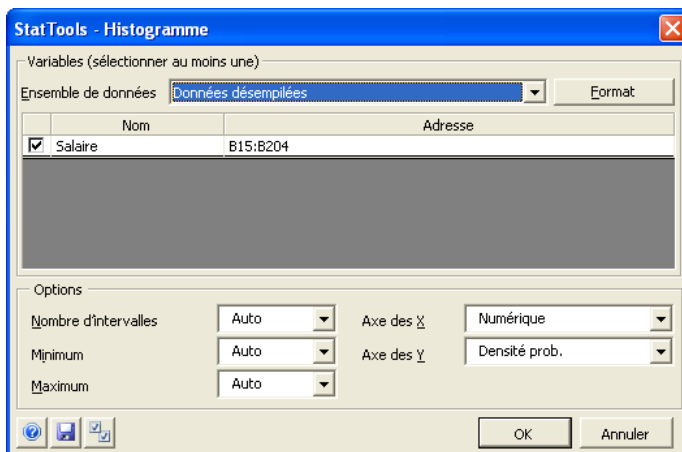 StatTools - Histogramme
Variables (sélectionner au moins une)
Ensemble de données Données désempilées Format
Nom Adresse
Salaire B15:B204
Options
Nombre d'intervalles Auto Axe des X Numérique
Minimum Auto Axe des Y Densité prob.
Maximum Auto
OK Annuler